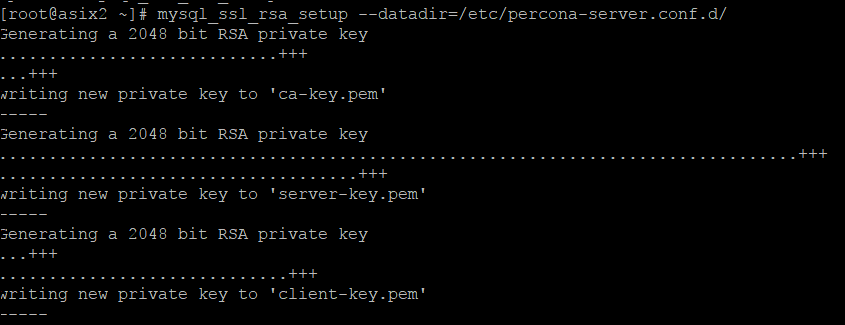 [root@asix2 ~]# mysql_ssl_rsa_setup --datadir=/etc/percona-server.conf.d/
Generating a 2048 bit RSA private key
............................+++
...+++
writing new private key to 'ca-key.pem'
-----
Generating a 2048 bit RSA private key
................................................................................+++
....................................+++
writing new private key to 'server-key.pem'
-----
Generating a 2048 bit RSA private key
...+++
.............................+++
writing new private key to 'client-key.pem'
-----